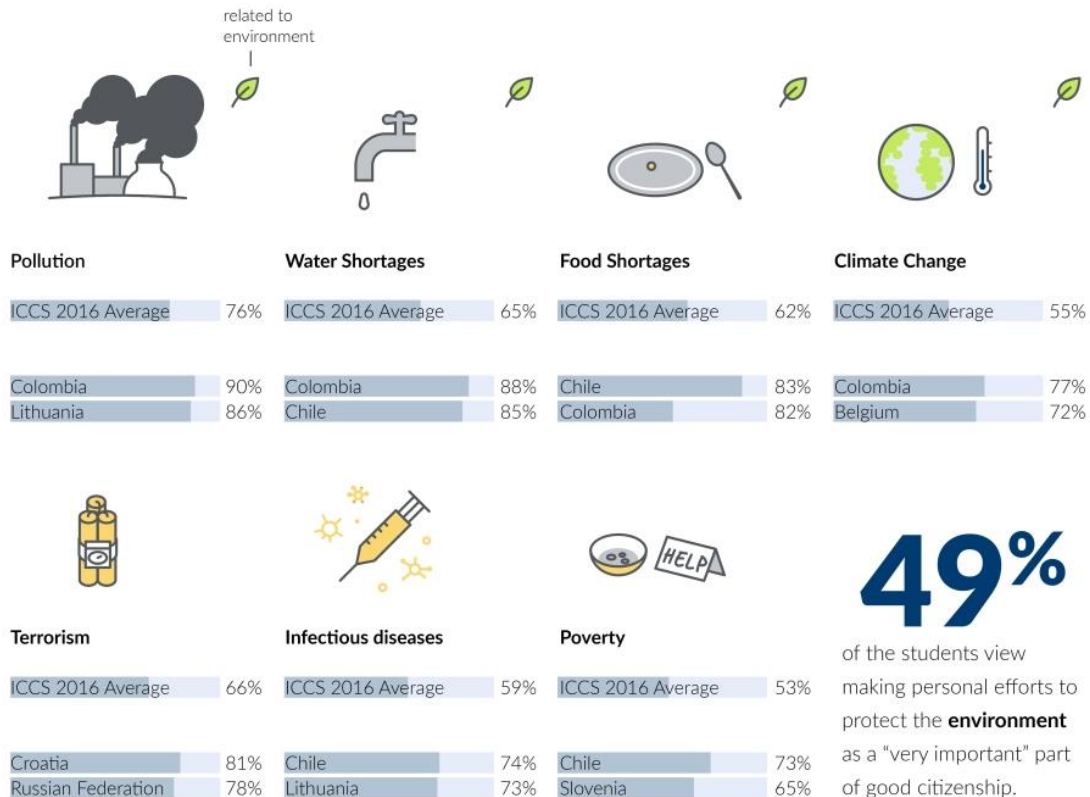 related to
environment
Pollution
ICCS 2016 Average 76%
Colombia 90%
Lithuania 86%
Water Shortages
ICCS 2016 Average 65%
Colombia 88%
Chile 85%
Food Shortages
ICCS 2016 Average 62%
Chile 83%
Colombia 82%
Climate Change
ICCS 2016 Average 55%
Colombia 77%
Belgium 72%
Terrorism
ICCS 2016 Average 66%
Croatia 81%
Russian Federation 78%
Infectious diseases
ICCS 2016 Average 59%
Chile 74%
Lithuania 73%
HELP
Poverty
ICCS 2016 Average 53%
Chile 73%
Slovenia 65%
49%
of the students view
making personal efforts to
protect the environment
as a “very important” part
of good citizenship.